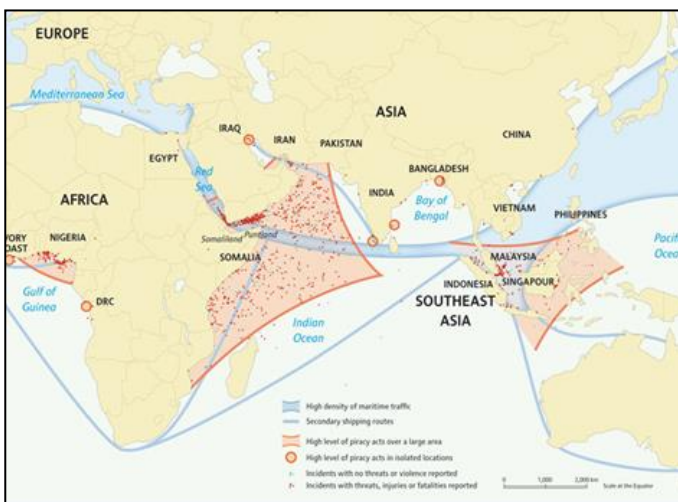 EUROPE
Mediterranean Sea
ASIA
IRAQ
IRAN
PAKISTAN
CHINA
EGYPT
Red
Sea
BANGLADESH
INDIA
AFRICA
Bay of
Bengal
VIETNAM
PHILIPPINES
Somaliland
Puntland
IVORY
COAST
NIGERIA
SOMALIA
MALAYSIA
Pacif
Ocea
INDONESIA
SINGAPOUR
Gulf of
Guinea
DRC
SOUTHEAST
ASIA
Indian
Ocean
High density of maritime traffic
Secondary shipping routes
High level of piracy acts over a large area
High level of piracy acts in isolated locations
Incidents with no threats or violence reported
Incidents with threats, injuries or fatalities reported
0 1,000 2,000 km
Scale at the Equator